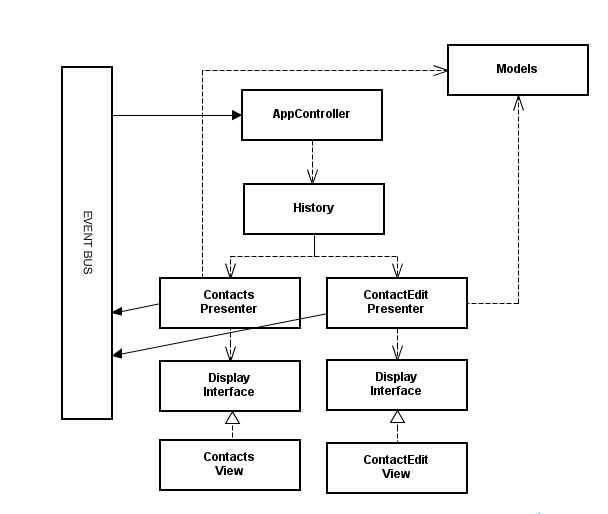 Models
AppController
EVENT BUS
History
Contacts
Presenter
ContactEdit
Presenter
Display
Interface
Display
Interface
Contacts
View
ContactEdit
View